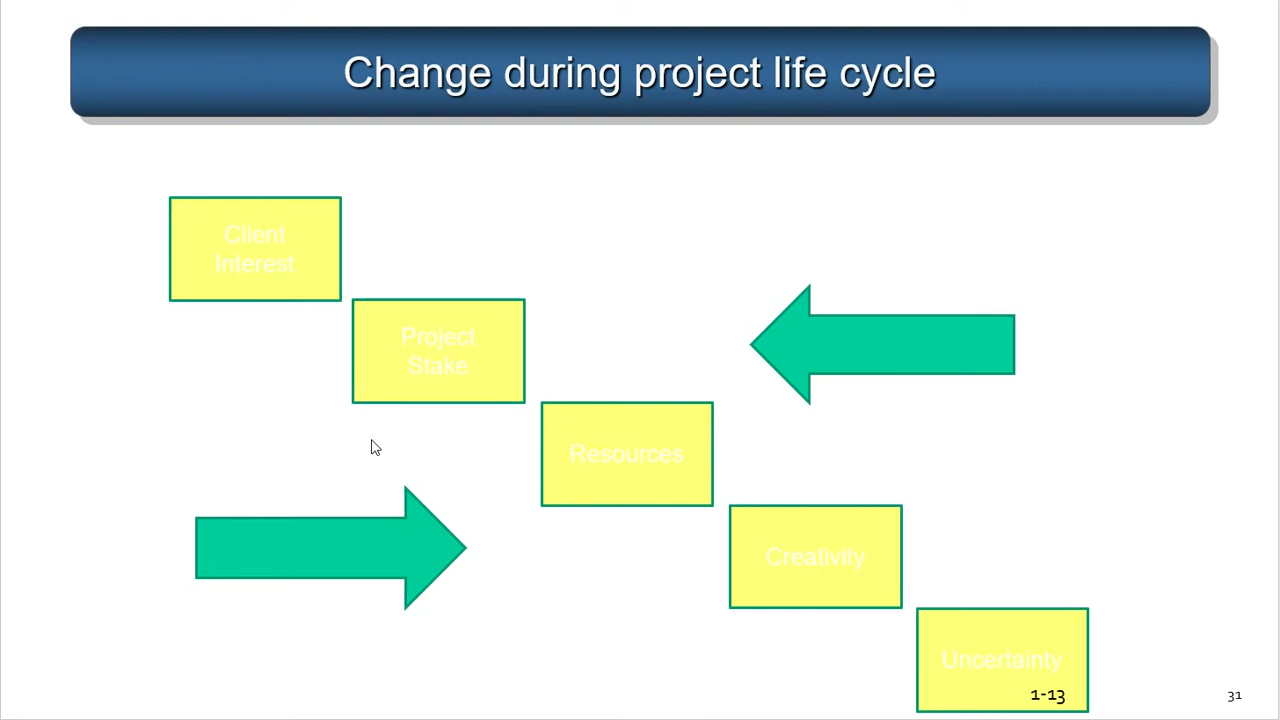 Change during project life cycle
Client
Interest
Project
Stake
Resources
Creativity
Uncertainty
1-13
31